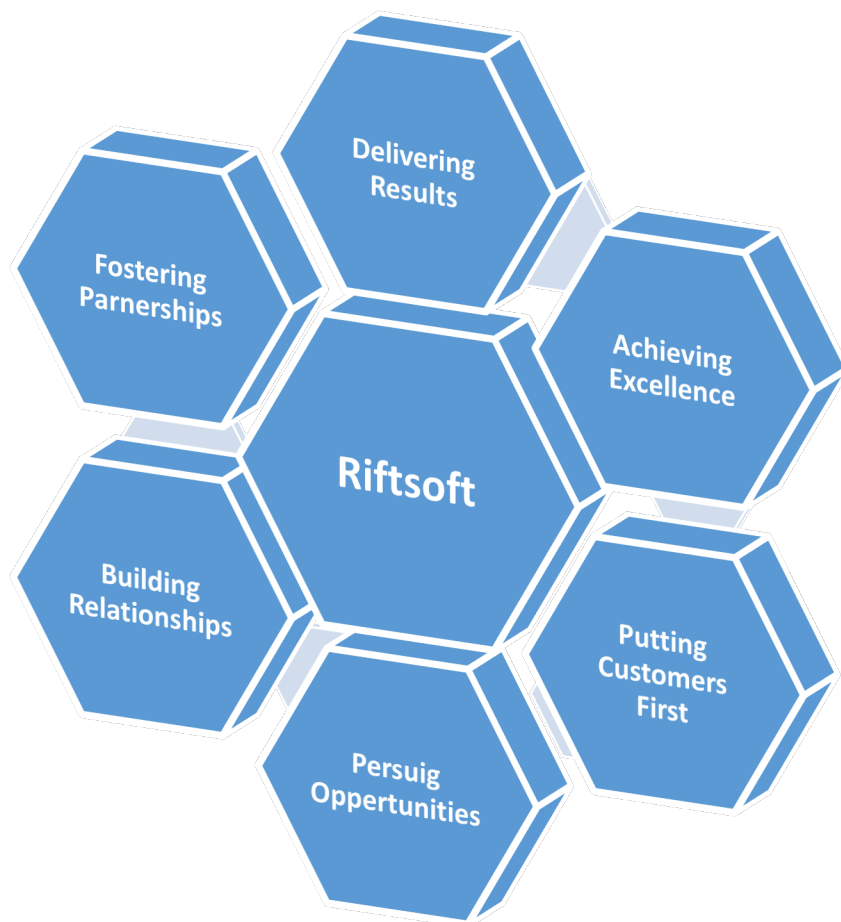 Delivering
Results
Fostering
Parnerships
Achieving
Excellence
Riftsoft
Building
Relationships
Putting
Customers
First
Persuig
Oppertunities